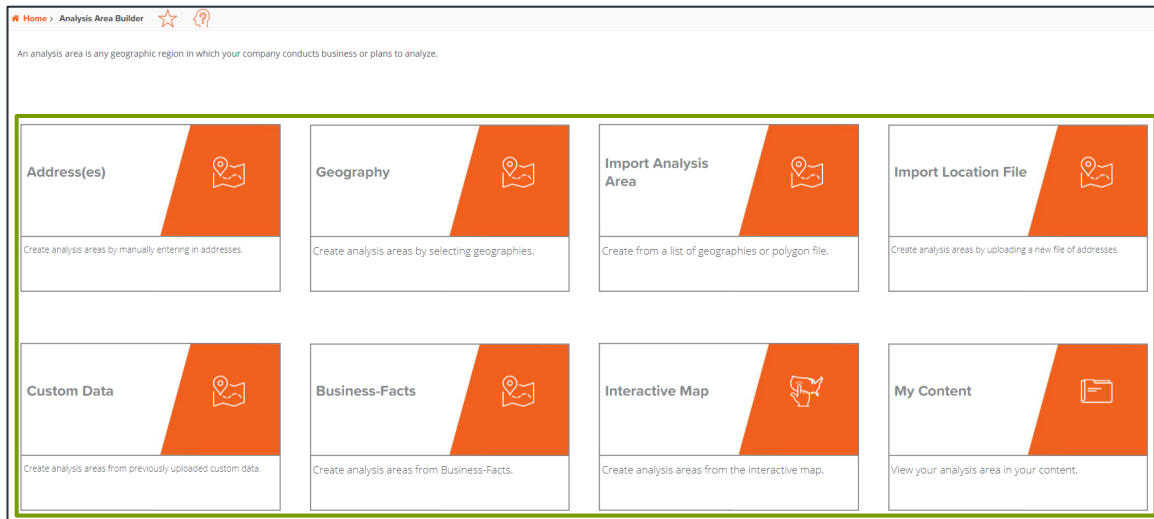 Home > Analysis Area Builder
An analysis area is any geographic region in which your company conducts business or plans to analyze.
Address(es)
Create analysis areas by manually entering in addresses.
Geography
Create analysis areas by selecting geographies.
Import Analysis
Area
Create from a list of geographies or polygon file.
Import Location File
Create analysis areas by uploading a new file of addresses.
Custom Data
Create analysis areas from previously uploaded custom data.
Business-Facts
Create analysis areas from Business-Facts.
Interactive Map
Create analysis areas from the interactive map.
My Content
View your analysis area in your content.